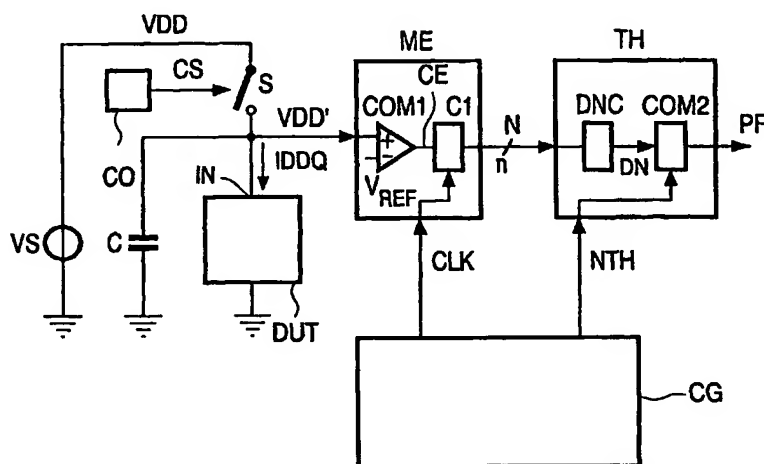 VDD
ME
TH
CS
S
CE
COM1
C1
DNC
COM2
VDD'
N
PF
IDDQ
n
DN
CO
IN
VREF
VS
C
CLK
NTH
DUT
CG